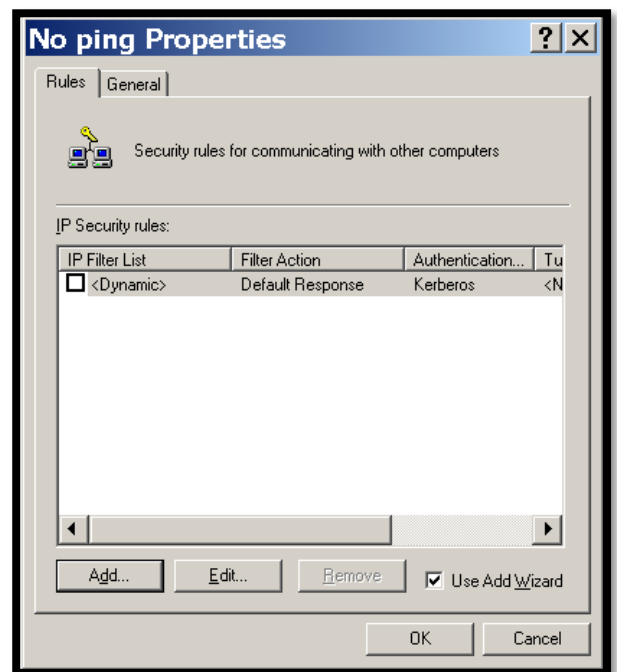 No ping Properties
Rules General
Security rules for communicating with other computers
IP Security rules:
IP Filter List Filter Action Authentication... Tu
<Dynamic> Default Response Kerberos <N
Add... Edit... Remove Use Add Wizard
OK Cancel